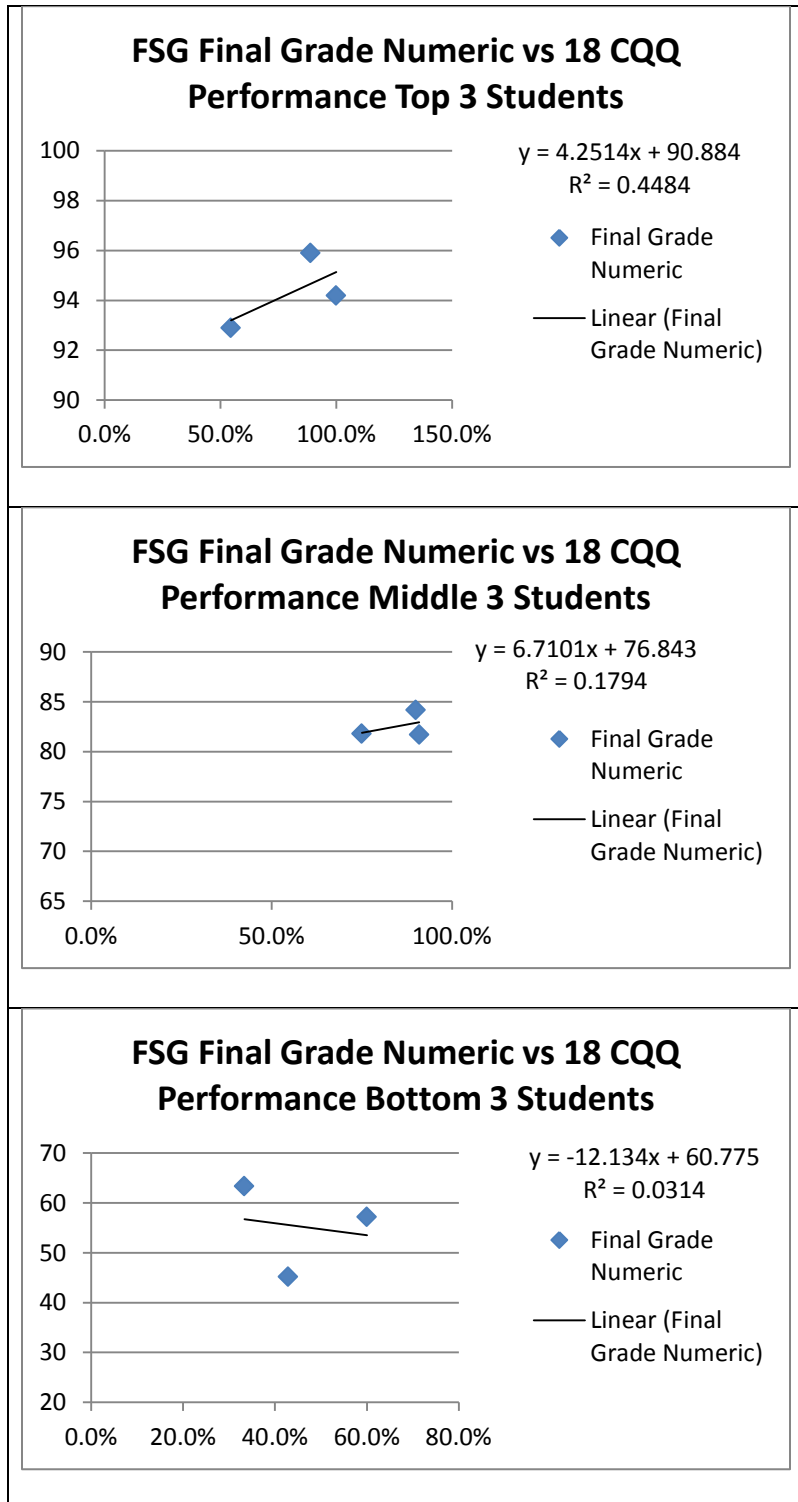 FSG Final Grade Numeric vs 18 CQQ
Performance Top 3 Students
y = 4.2514x + 90.884
R² = 0.4484
100
98
96
94
92
90
0.0%
50.0%
100.0%
150.0%
Final Grade
Numeric
Linear (Final
Grade Numeric)
FSG Final Grade Numeric vs 18 CQQ
Performance Middle 3 Students
y = 6.7101x + 76.843
R² = 0.1794
90
85
80
75
70
65
0.0%
50.0%
100.0%
Final Grade
Numeric
Linear (Final
Grade Numeric)
FSG Final Grade Numeric vs 18 CQQ
Performance Bottom 3 Students
y = -12.134x + 60.775
R² = 0.0314
70
60
50
40
30
20
0.0%
20.0%
40.0%
60.0%
80.0%
Final Grade
Numeric
Linear (Final
Grade Numeric)